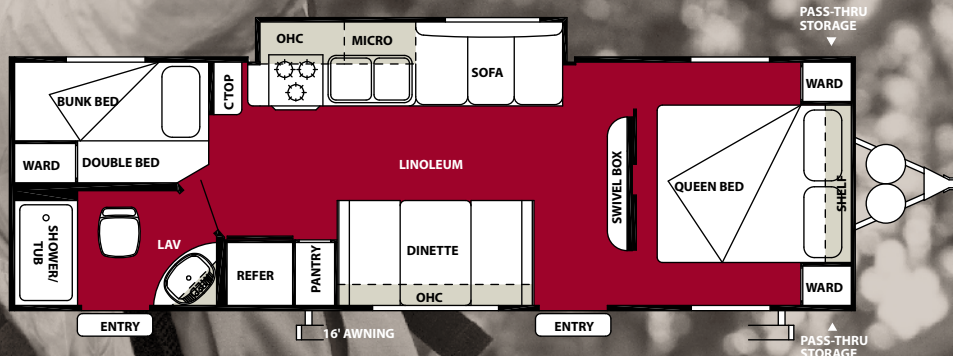 PASS-THRU
STORAGE
OHC
MICRO
SOFA
C'TOP
WARD
BUNK BED
WARD
DOUBLE BED
LINOLEUM
SWIVEL BOX
QUEEN BED
SHELF
SHOWER/
TUB
LAV
REFER
PANTRY
DINETTE
OHC
WARD
ENTRY
16' AWNING
ENTRY
PASS-THRU
STORAGE